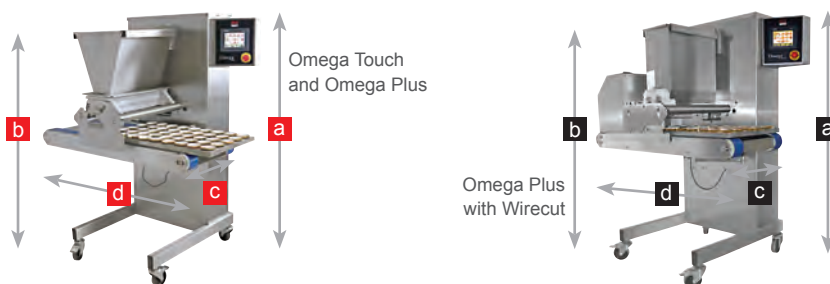 Omega Touch
and Omega Plus
b
a
d
c
Omega Plus
with Wirecut
b
a
d
c